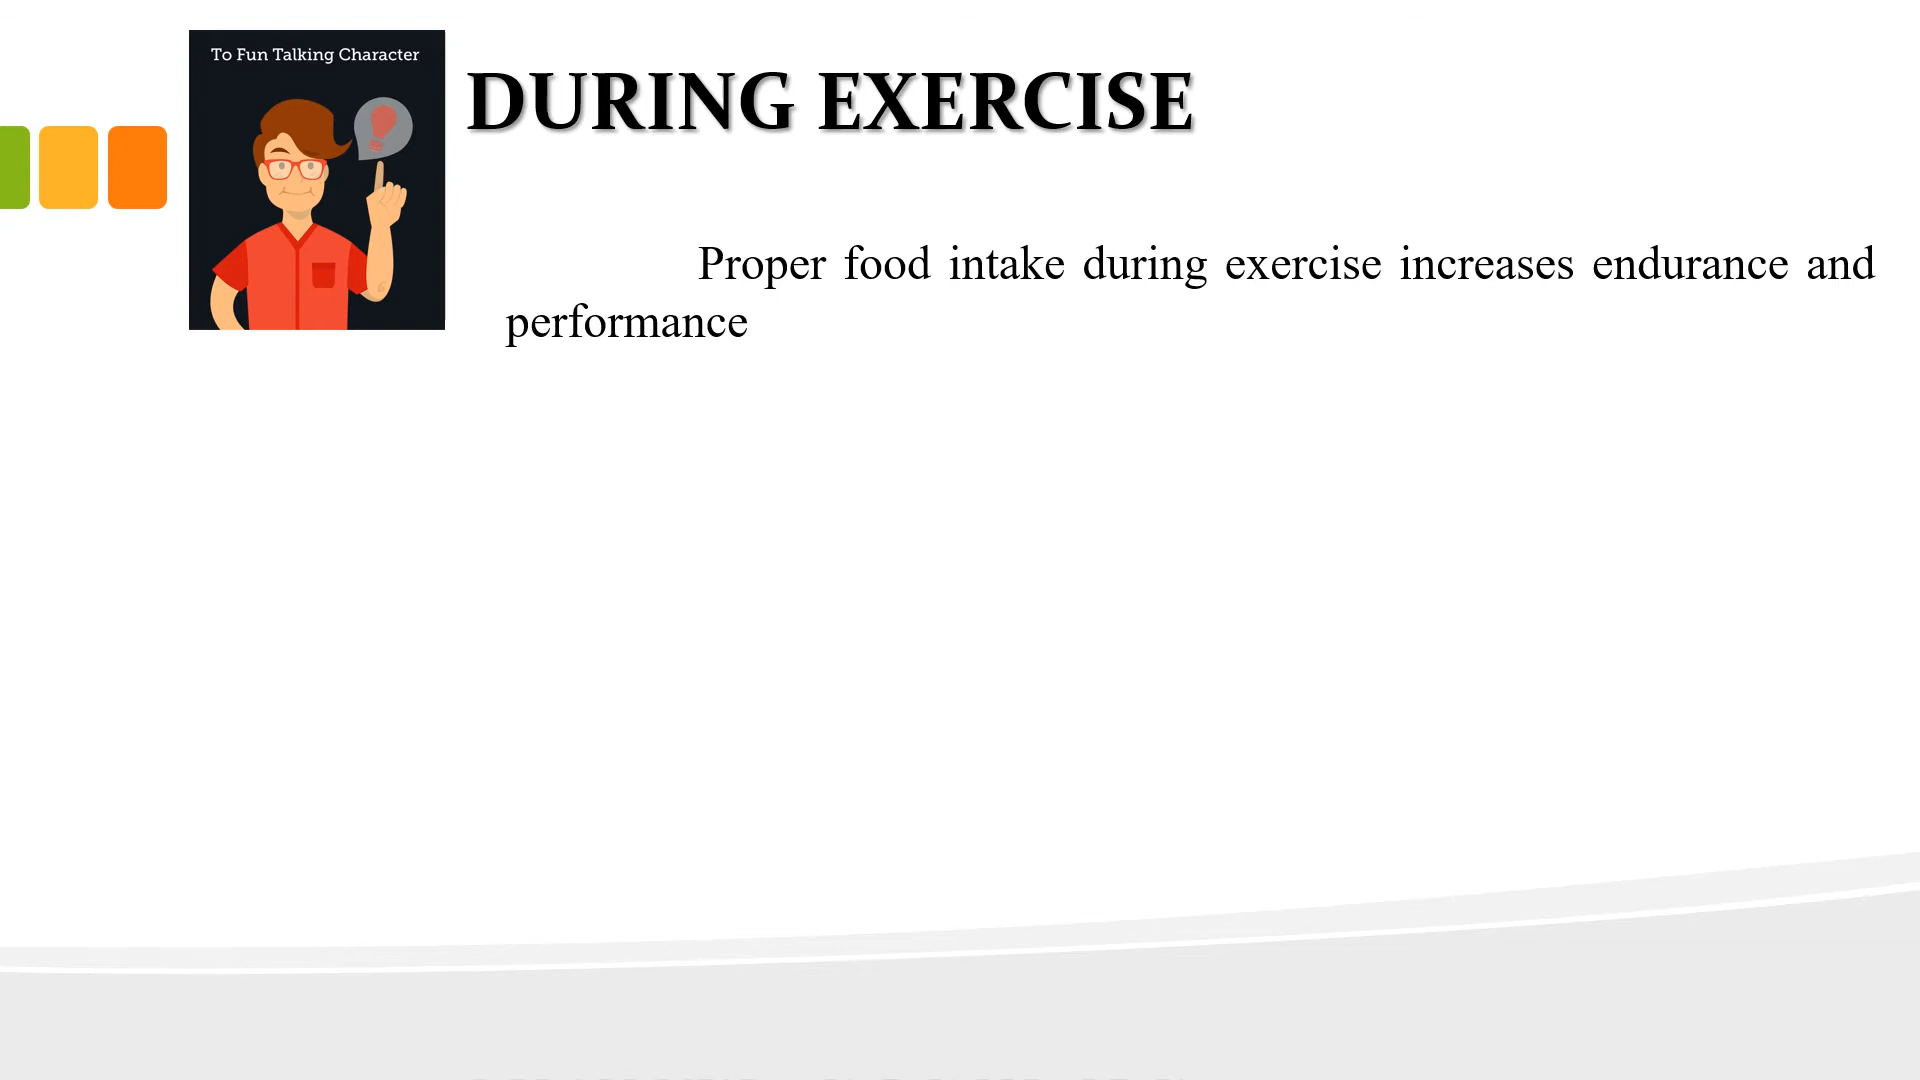 To Fun Talking Character
DURING EXERCISE
Proper food intake during exercise increases endurance and
performance